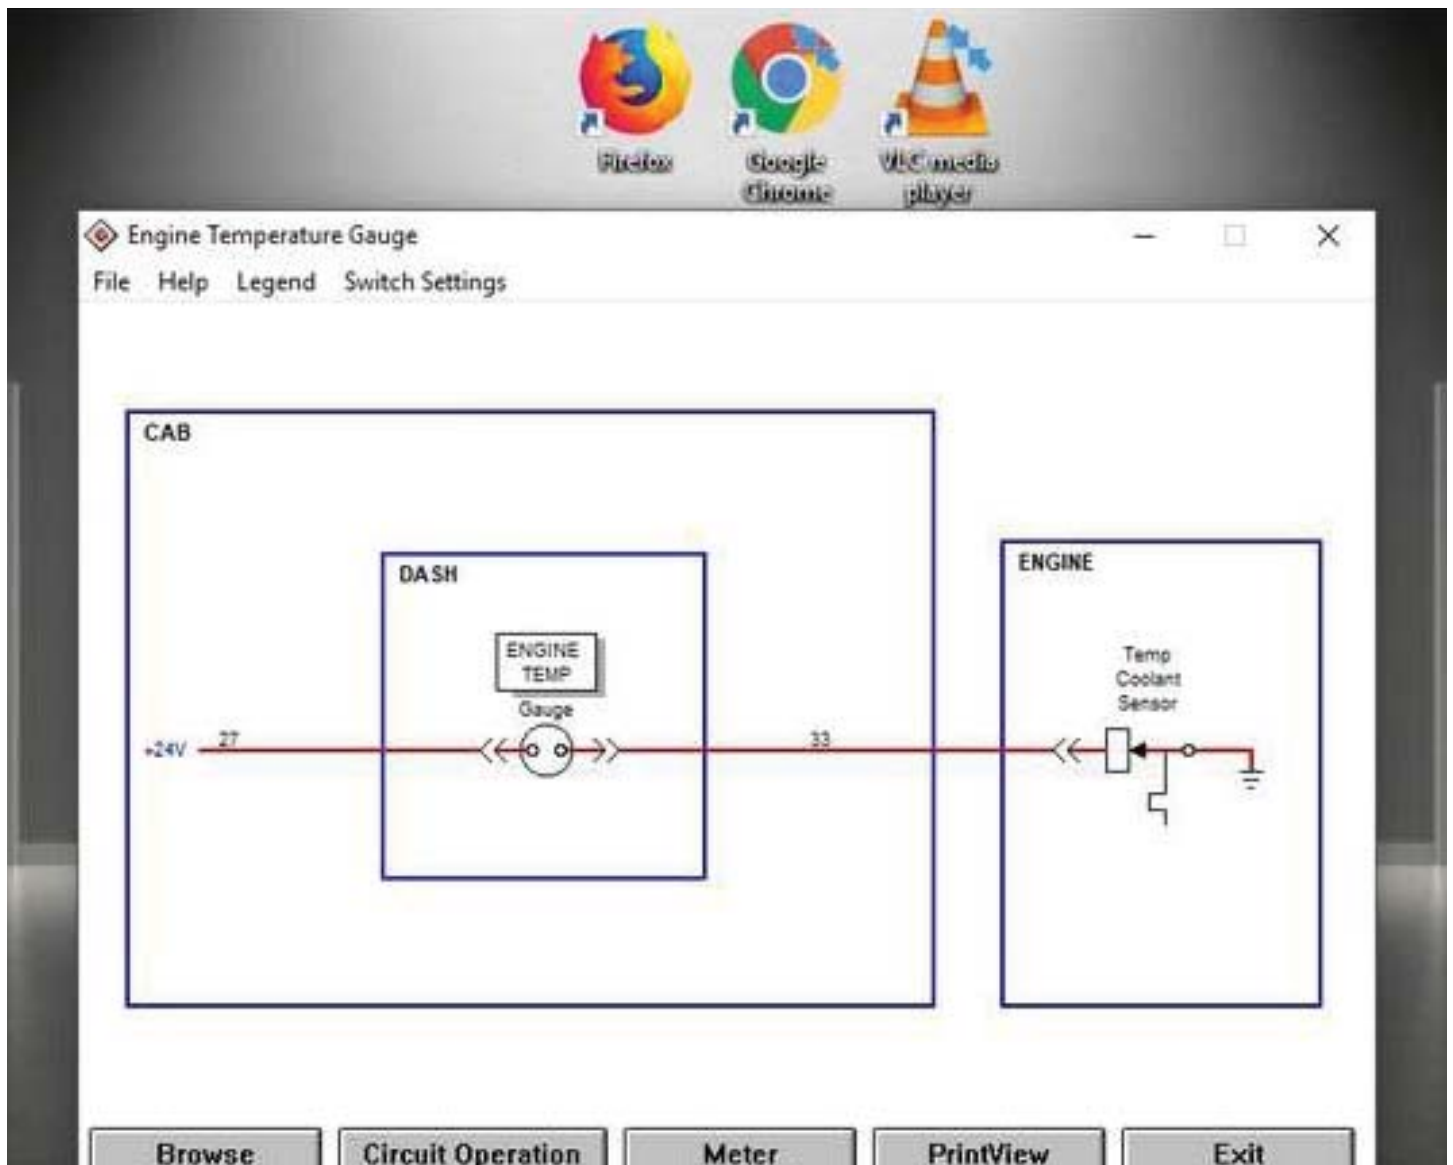 Firefox
Google
Chrome
VLC media
player
Engine Temperature Gauge
File Help Legend Switch Settings
CAB
DASH
ENGINE
TEMP
Gauge
+24V
27
33
ENGINE
Temp
Coolant
Sensor
Browse
Circuit Operation
Meter
PrintView
Exit